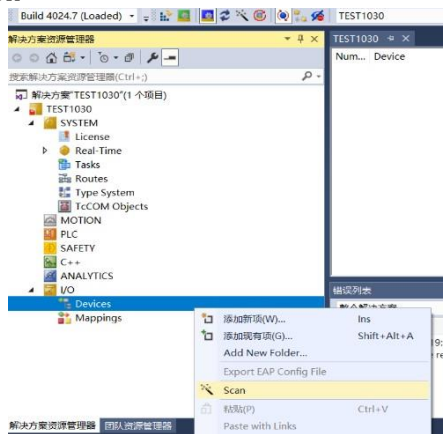 Build 4024.7 (Loaded)
TEST1030
解决方案资源管理器
TEST1030
搜索解决方案资源管理器(Ctrl+;)
Num... Device
解决方案"TEST1030"(1 个项目)
TEST1030
SYSTEM
License
Real-Time
Tasks
Routes
Type System
TcCOM Objects
MOTION
PLC
SAFETY
C++
ANALYTICS
错误列表
I/O
Devices
Mappings
添加新项(W)... Ins
添加现有项(G)... Shift+Alt+A
Add New Folder...
Export EAP Config File
Scan
粘贴(P) Ctrl+V
Paste with Links
解决方案资源管理器 团队资源管理器